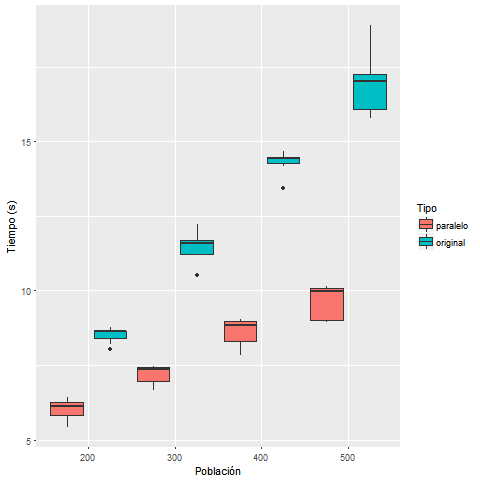 Tiempo (s)
15
10
5
200
300
400
500
Población
Tipo
paralelo
original